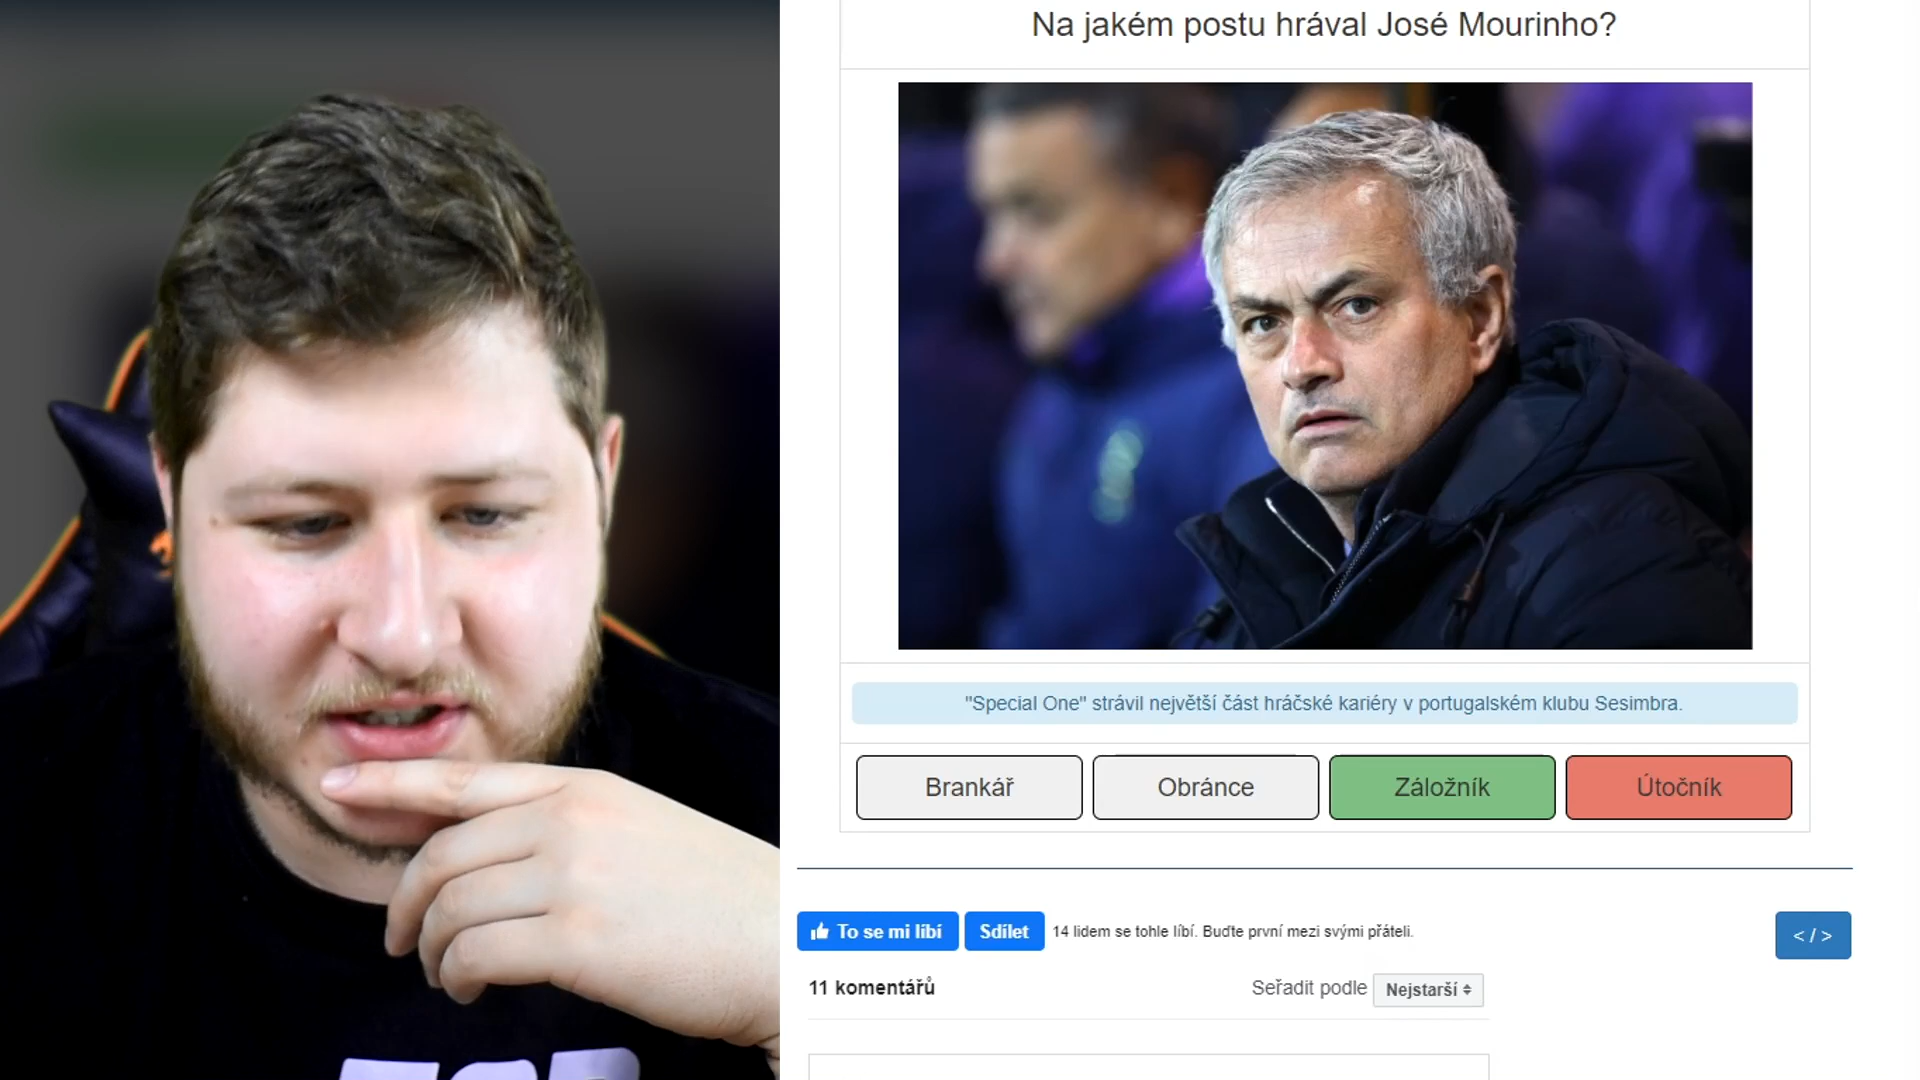 Na jakém postu hrával José Mourinho?
"Special One" strávil největší část hráčské kariéry v portugalském klubu Sesimbra.
Brankář
Obránce
Záložník
Útočník
To se mi líbí
Sdílet
14 lidem se tohle líbí. Buďte první mezi svými přáteli.
< / >
11 komentářů
Seřadit podle
Nejstarší